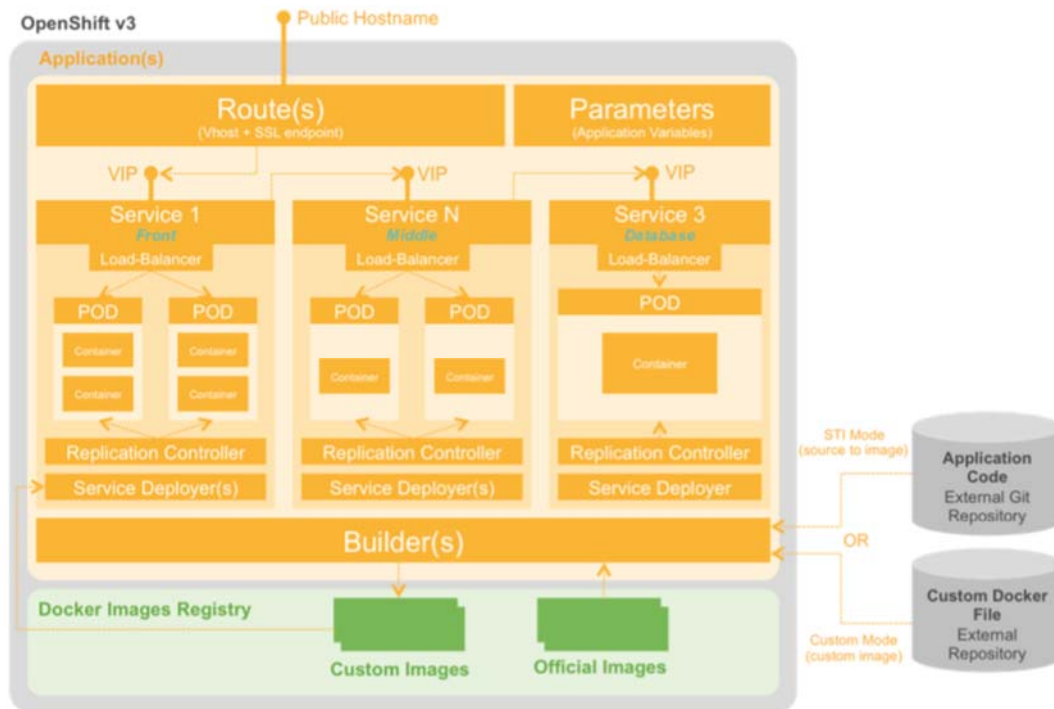 OpenShift v3
Public Hostname
Application(s)
Route(s)
(Vhost + SSL endpoint)
Parameters
(Application Variables)
VIP
VIP
VIP
Service 1
Front
Load-Balancer
POD
POD
Container
Container
Container
Container
Replication Controller
Service Deployer(s)
Service N
Middle
Load-Balancer
POD
POD
Container
Container
Replication Controller
Service Deployer(s)
Service 3
Database
Load-Balancer
POD
Container
Replication Controller
Service Deployer
Builder(s)
STI Mode
(source to image)
Application
Code
External Git
Repository
OR
Custom Mode
(custom image)
Custom Docker
File
External
Repository
Docker Images Registry
Custom Images
Official Images